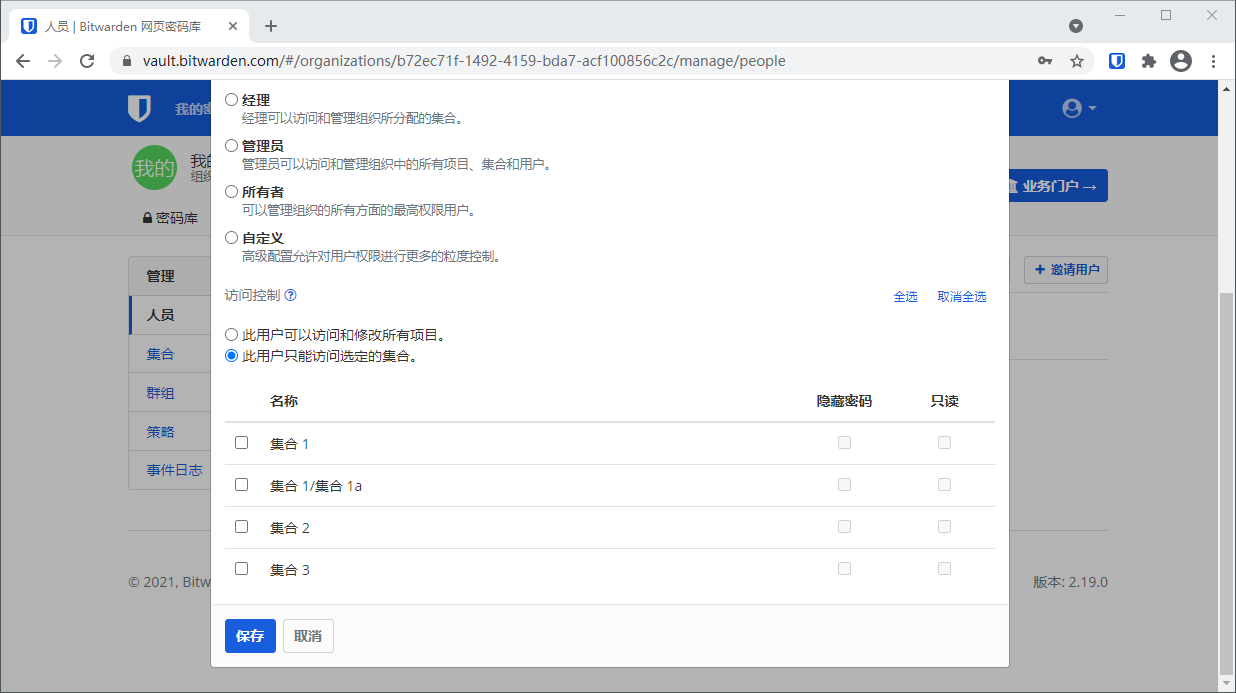 人员 | Bitwarden 网页密码库
vault.bitwarden.com/#/organizations/b72ec71f-1492-4159-bda7-acf100856c2c/manage/people
我的
我的
组织
密码库
业务门户→
管理
人员
集合
群组
策略
事件日志
邀请用户
经理
经理可以访问和管理组织所分配的集合。
管理员
管理员可以访问和管理组织中的所有项目、集合和用户。
所有者
可以管理组织的所有方面的最高权限用户。
自定义
高级配置允许对用户权限进行更多的粒度控制。
访问控制
全选 取消全选
此用户可以访问和修改所有项目。
此用户只能访问选定的集合。
名称 隐藏密码 只读
集合 1
集合 1/集合 1a
集合 2
集合 3
保存 取消
© 2021, Bitw
版本: 2.19.0